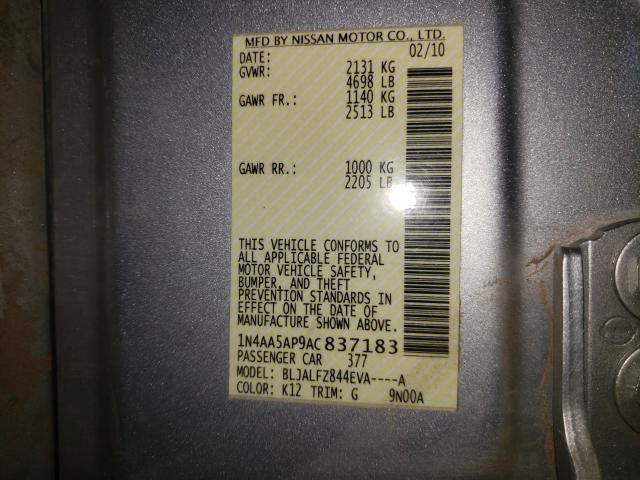 MFD BY NISSAN MOTOR CO., LTD.
DATE: 02/10
GVWR: 2131 KG
4698 LB
GAWR FR.: 1140 KG
2513 LB
GAWR RR.: 1000 KG
2205 LB
THIS VEHICLE CONFORMS TO
ALL APPLICABLE FEDERAL
MOTOR VEHICLE SAFETY,
BUMPER, AND THEFT
PREVENTION STANDARDS IN
EFFECT ON THE DATE OF
MANUFACTURE SHOWN ABOVE.
1N4AA5AP9AC837183
PASSENGER CAR 377
MODEL: BLJALFZ844EVA----A
COLOR: K12 TRIM: G 9N00A